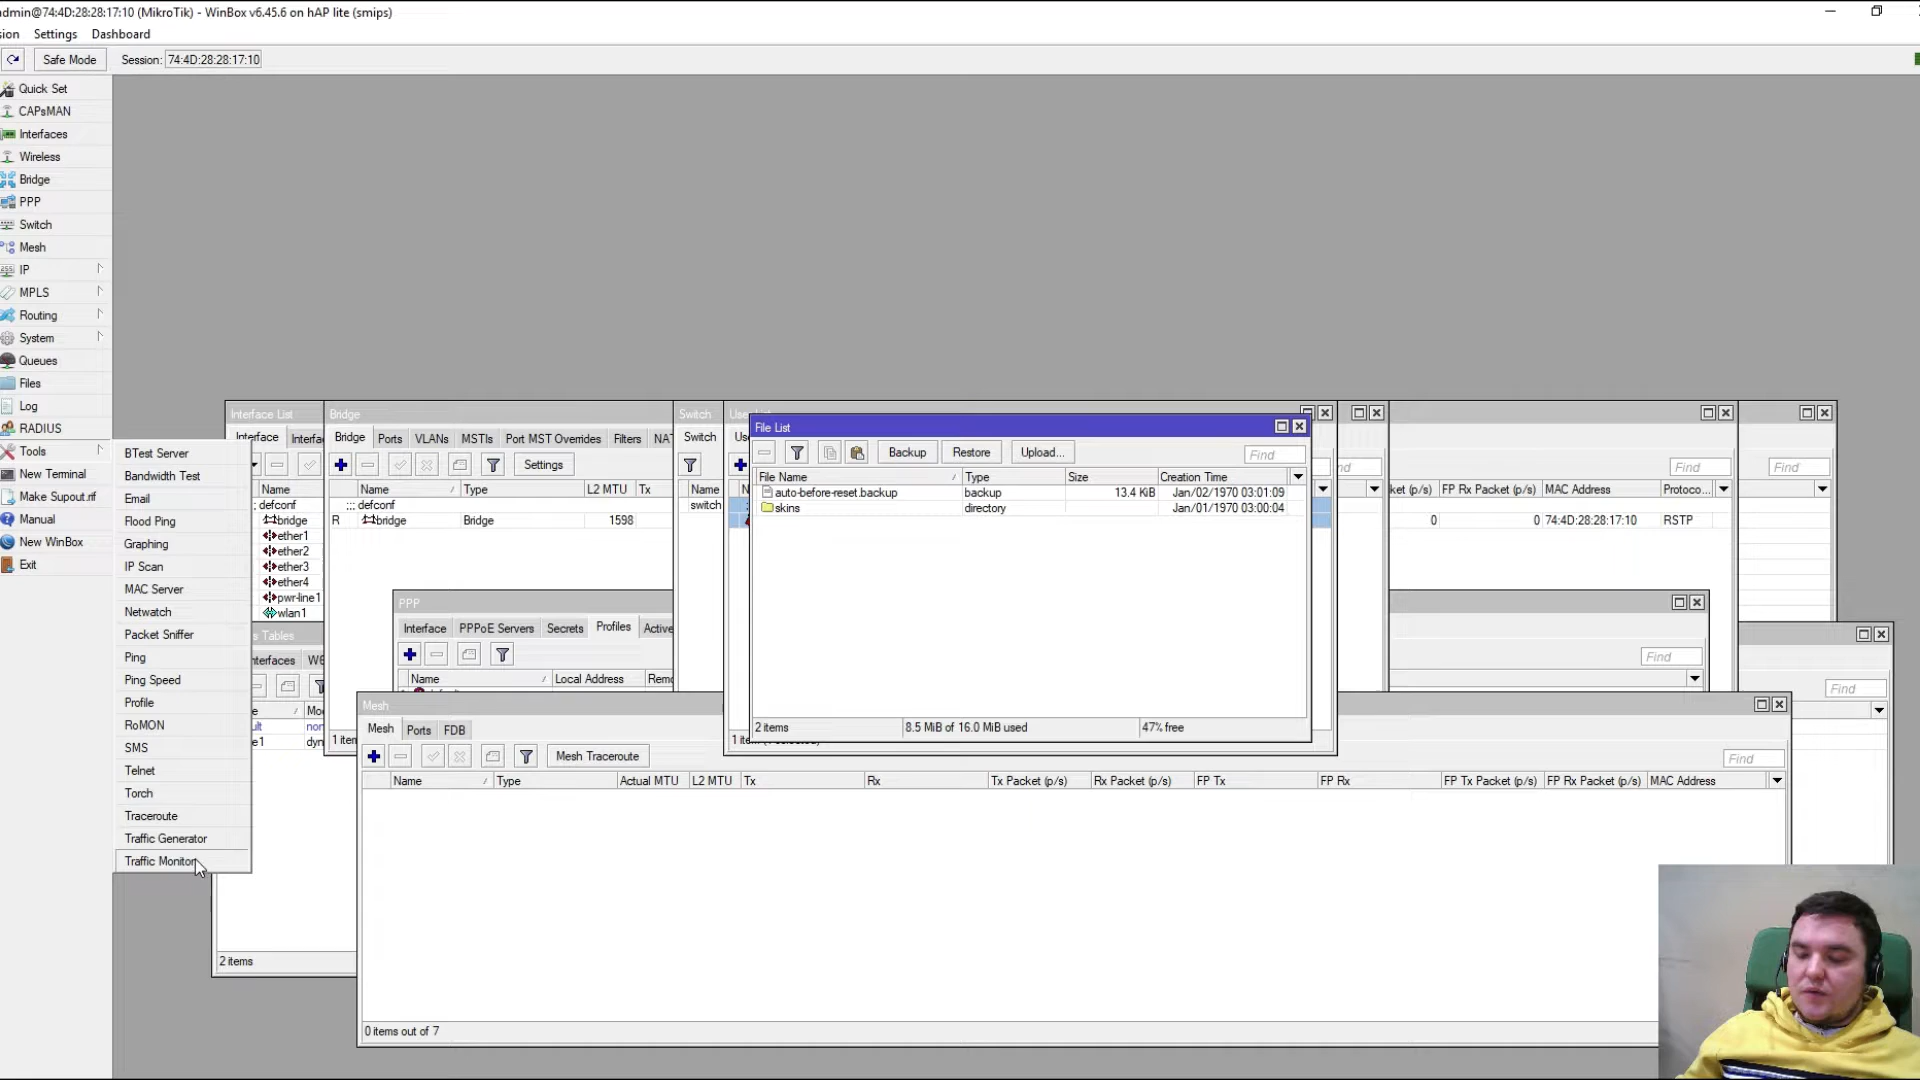 admin@74:4D:28:28:17:10 (MikroTik) - WinBox v6.45.6 on hAP lite (smips)
sion Settings Dashboard
Safe Mode Session: 74:4D:28:28:17:10
Quick Set
CAPsMAN
Interfaces
Wireless
Bridge
PPP
Switch
Mesh
IP
MPLS
Routing
System
Queues
Files
Log
RADIUS
Tools
New Terminal
Make Supout.rif
Manual
New WinBox
Exit
BTest Server
Bandwidth Test
Email
Flood Ping
Graphing
IP Scan
MAC Server
Netwatch
Packet Sniffer
Ping
Ping Speed
Profile
RoMON
SMS
Telnet
Torch
Traceroute
Traffic Generator
Traffic Monitor
Interface List
Interface Interfa
Name
; defconf
bridge
ether1
ether2
ether3
ether4
pwr-line1
wlan1
s Tables
nterfaces
2 items
Bridge
Bridge Ports VLANs MSTIs Port MST Overrides Filters NAT
Settings
Name Type L2 MTU Tx
;;; defconf
R bridge Bridge 1598
1 item
Switch
Switch
Name
switch
PPP
Interface PPPoE Servers Secrets Profiles Active
Name Local Address Remo
File List
Backup Restore Upload... Find
File Name Type Size Creation Time
auto-before-reset.backup backup 13.4 KiB Jan/02/1970 03:01:09
skins directory Jan/01/1970 03:00:04
2 items 8.5 MiB of 16.0 MiB used 47% free
Find Find
ket (p/s) FP Rx Packet (p/s) MAC Address Protoco...
0 0 74:4D:28:28:17:10 RSTP
Find
Find
Mesh
Mesh Ports FDB
Mesh Traceroute Find
Name Type Actual MTU L2 MTU Tx Rx Tx Packet (p/s) Rx Packet (p/s) FP Tx FP Rx FP Tx Packet (p/s) FP Rx Packet (p/s) MAC Address
0 items out of 7